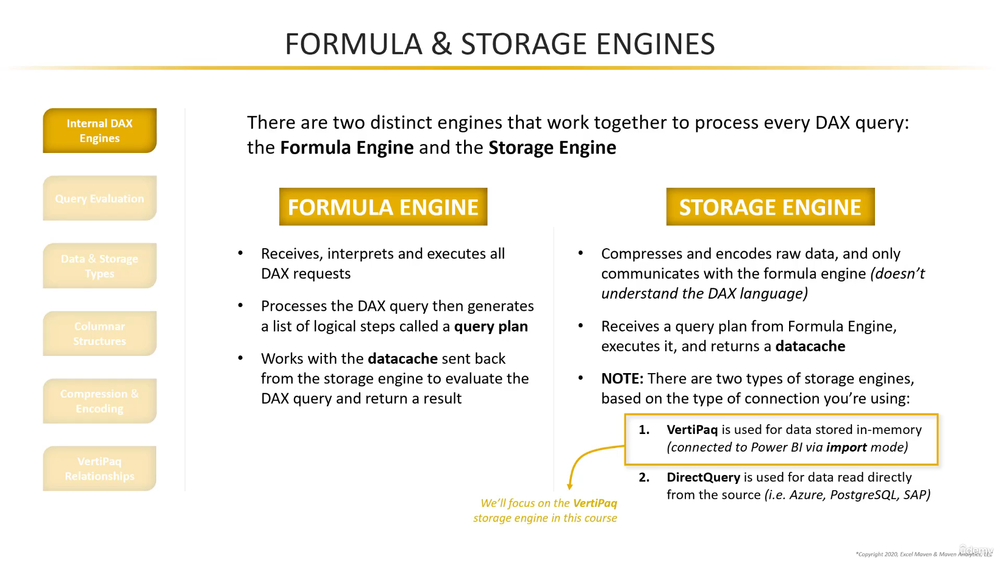 FORMULA & STORAGE ENGINES
Internal DAX
Engines
Query Evaluation
Data & Storage
Types
Columnar
Structures
Compression &
Encoding
VertiPaq
Relationships
There are two distinct engines that work together to process every DAX query:
the Formula Engine and the Storage Engine
FORMULA ENGINE
• Receives, interprets and executes all
DAX requests
• Processes the DAX query then generates
a list of logical steps called a query plan
• Works with the datacache sent back
from the storage engine to evaluate the
DAX query and return a result
STORAGE ENGINE
• Compresses and encodes raw data, and only
communicates with the formula engine (doesn't
understand the DAX language)
• Receives a query plan from Formula Engine,
executes it, and returns a datacache
• NOTE: There are two types of storage engines,
based on the type of connection you're using:
1. VertiPaq is used for data stored in-memory
(connected to Power BI via import mode)
2. DirectQuery is used for data read directly
from the source (i.e. Azure, PostgreSQL, SAP)
We'll focus on the VertiPaq
storage engine in this course
*Copyright 2020, Excel Maven & Maven Analytics, LLC
udemy